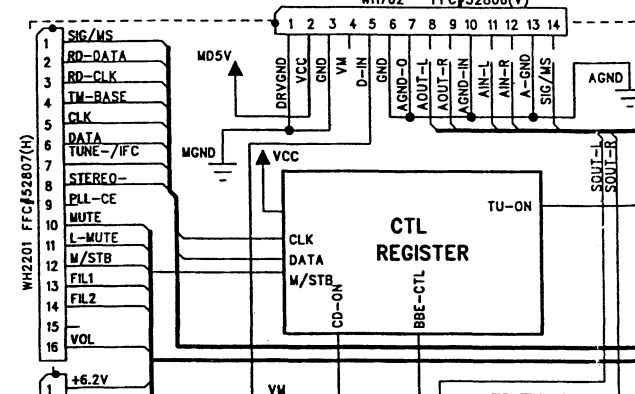 WH702 FFC#52806(V)
1 2 3 4 5 6 7 8 9 10 11 12 13 14
DRVGND
VCC
GND
VM
D-IN
GND
AGND-O
AOUT-L
AOUT-R
AGND-IN
AIN-L
AIN-R
A-GND
SIG/MS
MD5V
MGND
VCC
AGND
SOUT-L
SOUT-R
WH2201 FFC#52807(H)
1 SIG/MS
2 RD-DATA
3 RD-CLK
4 TM-BASE
5 CLK
6 DATA
7 TUNE-/IFC
8 STEREO-
9 PLL-CE
10 MUTE
11 L-MUTE
12 M/STB
13 FIL1
14 FIL2
15
16 VOL
1 +6.2V
CTL
REGISTER
TU-ON
CLK
DATA
M/STB
CD-ON
BBE-CTL
VM